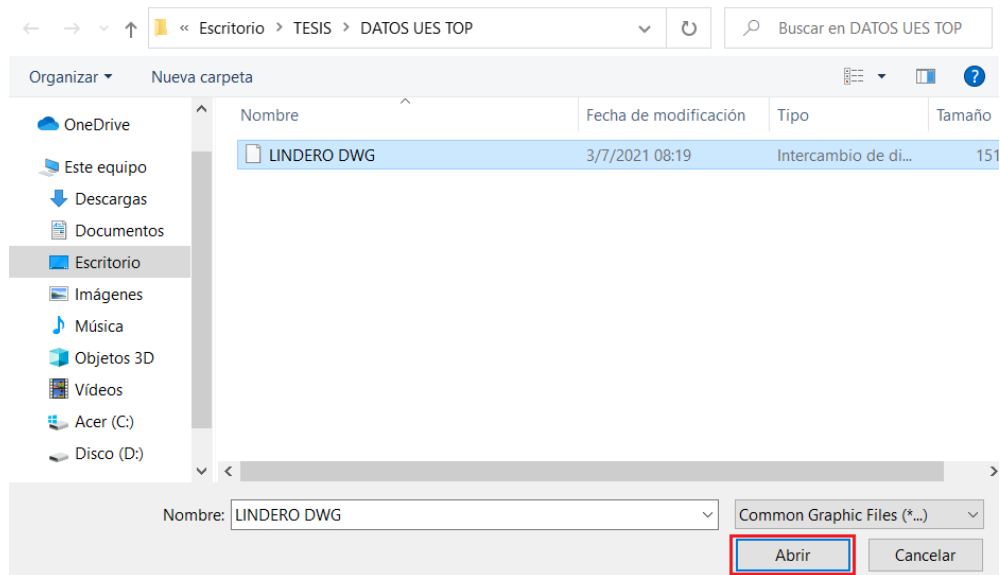 « Escritorio > TESIS > DATOS UES TOP
Buscar en DATOS UES TOP
Organizar Nueva carpeta
Nombre Fecha de modificación Tipo Tamaño
OneDrive
LINDERO DWG 3/7/2021 08:19 Intercambio de di... 151
Este equipo
Descargas
Documentos
Escritorio
Imágenes
Música
Objetos 3D
Vídeos
Acer (C:)
Disco (D:)
Nombre: LINDERO DWG Common Graphic Files (*...)
Abrir Cancelar